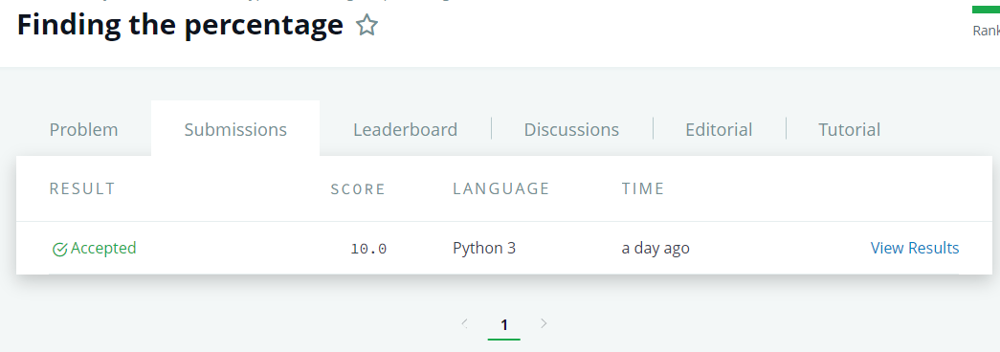 Finding the percentage
Rank
Problem Submissions Leaderboard Discussions Editorial Tutorial
RESULT SCORE LANGUAGE TIME
Accepted 10.0 Python 3 a day ago View Results
1